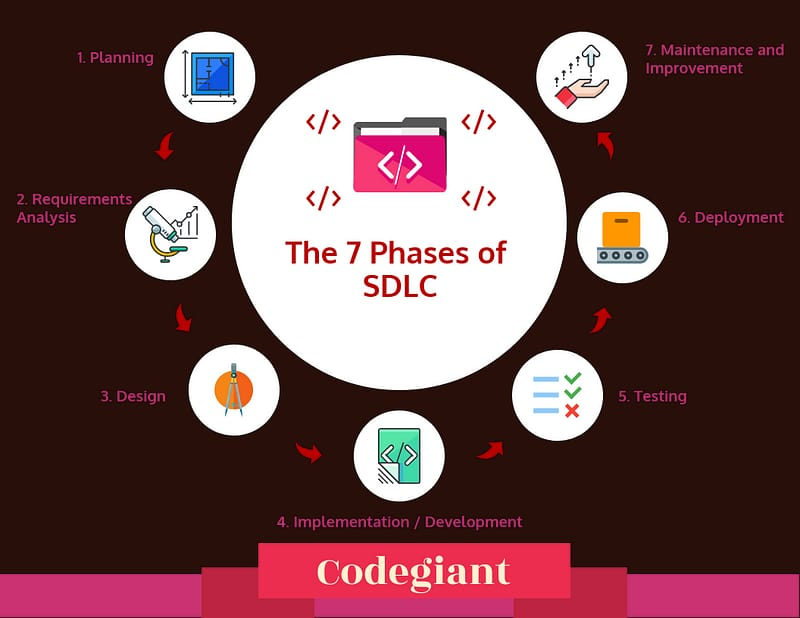 1. Planning
7. Maintenance and
Improvement
</>
</>
</>
</>
</>
2. Requirements
Analysis
6. Deployment
The 7 Phases of
SDLC
3. Design
5. Testing
</>
4. Implementation / Development
Codegiant